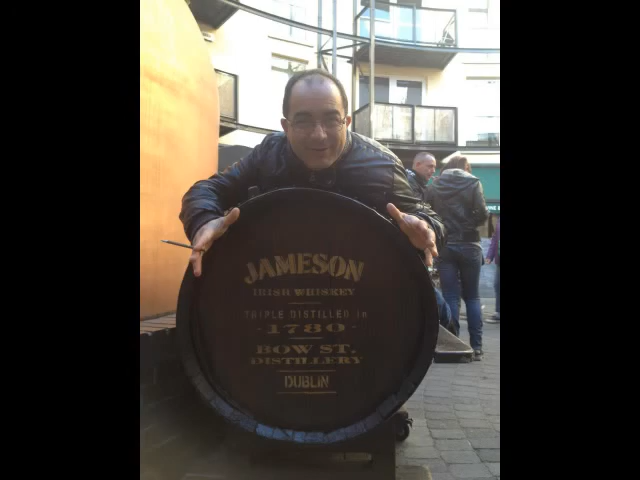 JAMESON
IRISH WHISKEY
TRIPLE DISTILLED in
· 1780 ·
BOW ST.
DISTILLERY
DUBLIN